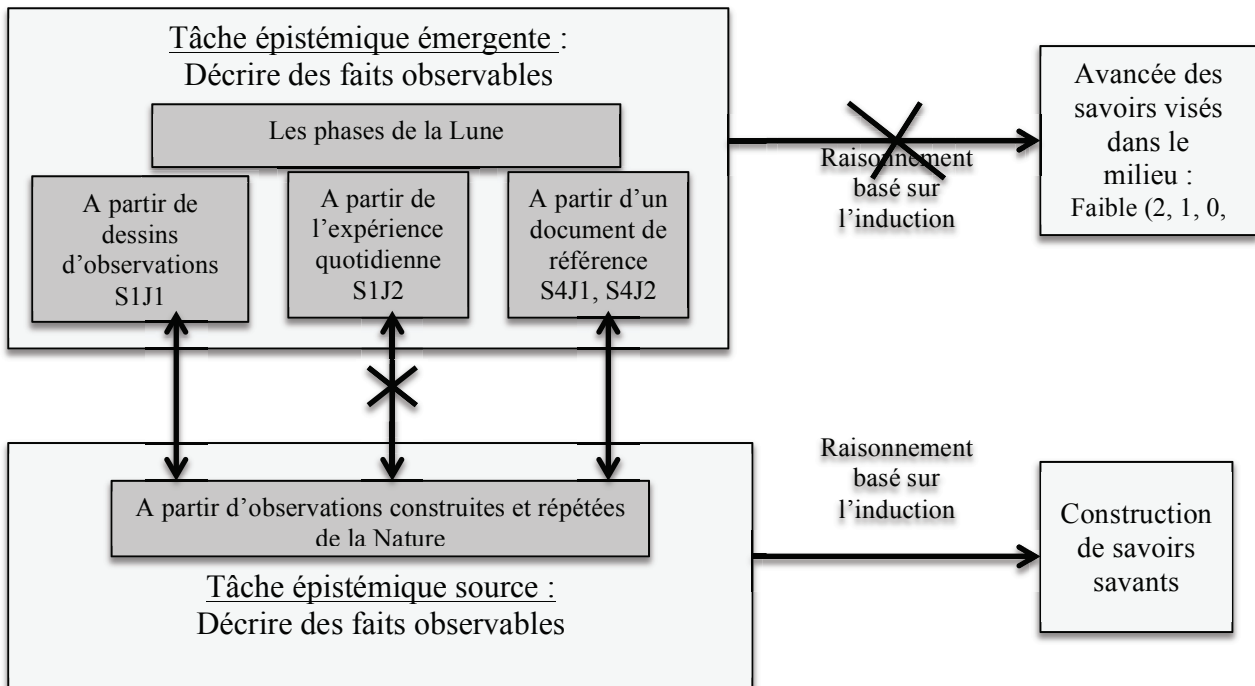 Tâche épistémique émergente :
Décrire des faits observables
Les phases de la Lune
A partir de
dessins
d’observations
S1J1
A partir de
l’expérience
quotidienne
S1J2
A partir d’un
document de
référence
S4J1, S4J2
Raisonnement
basé sur
l’induction
Avancée des
savoirs visés
dans le
milieu :
Faible (2, 1, 0,
A partir d’observations construites et répétées
de la Nature
Tâche épistémique source :
Décrire des faits observables
Raisonnement
basé sur
l’induction
Construction
de savoirs
savants